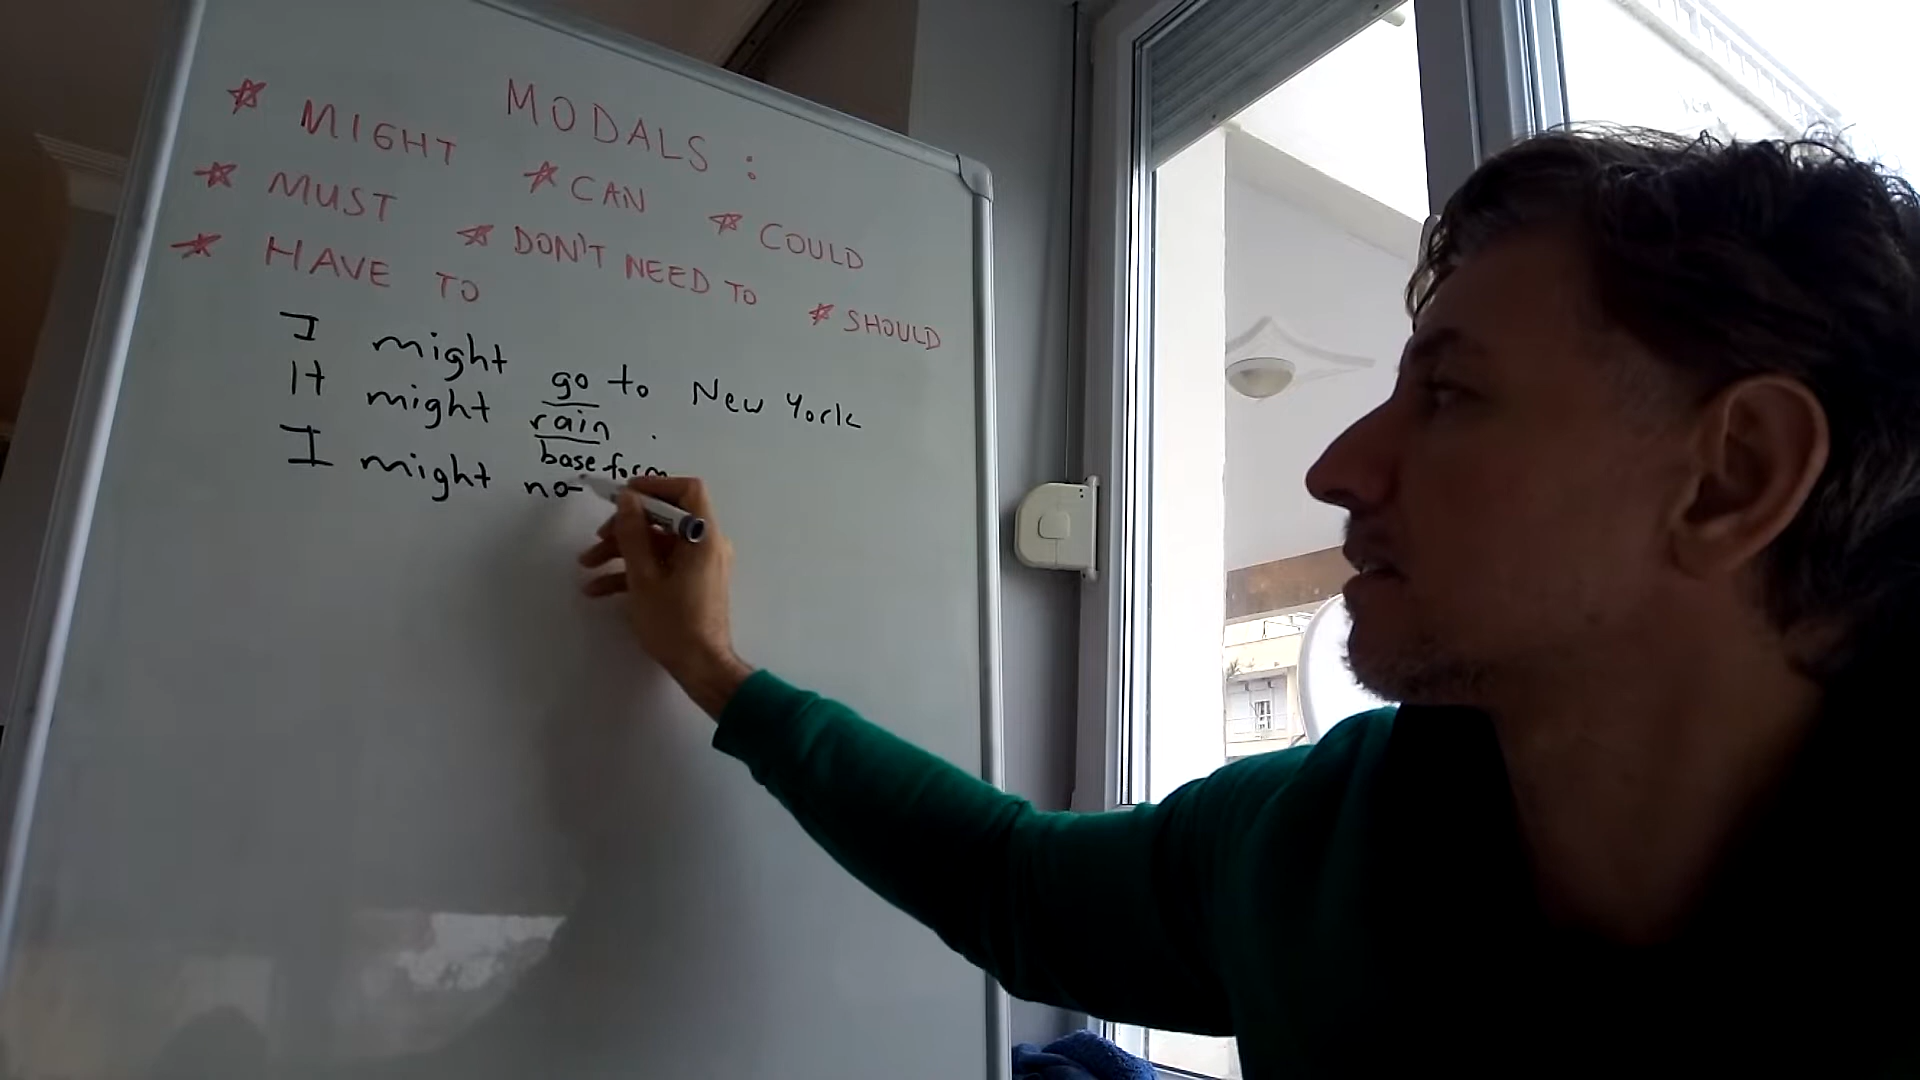 MODALS :
* MIGHT * CAN * COULD
* MUST * DON'T NEED TO * SHOULD
* HAVE TO
I might go to New York
It might rain .
base form
I might no